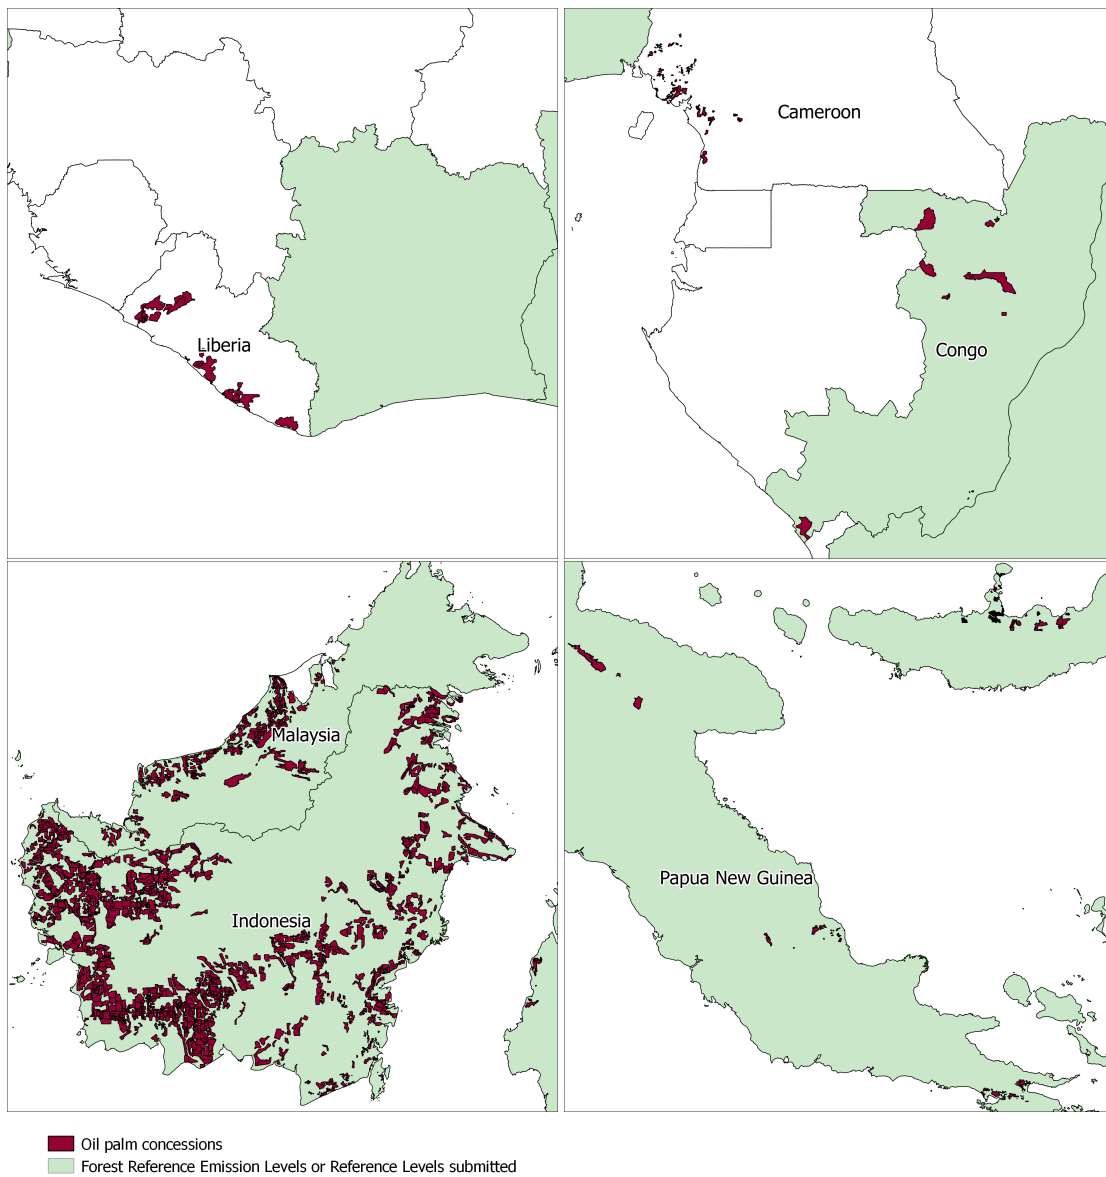 Cameroon
Liberia
Congo
Malaysia
Indonesia
Papua New Guinea
Oil palm concessions
Forest Reference Emission Levels or Reference Levels submitted